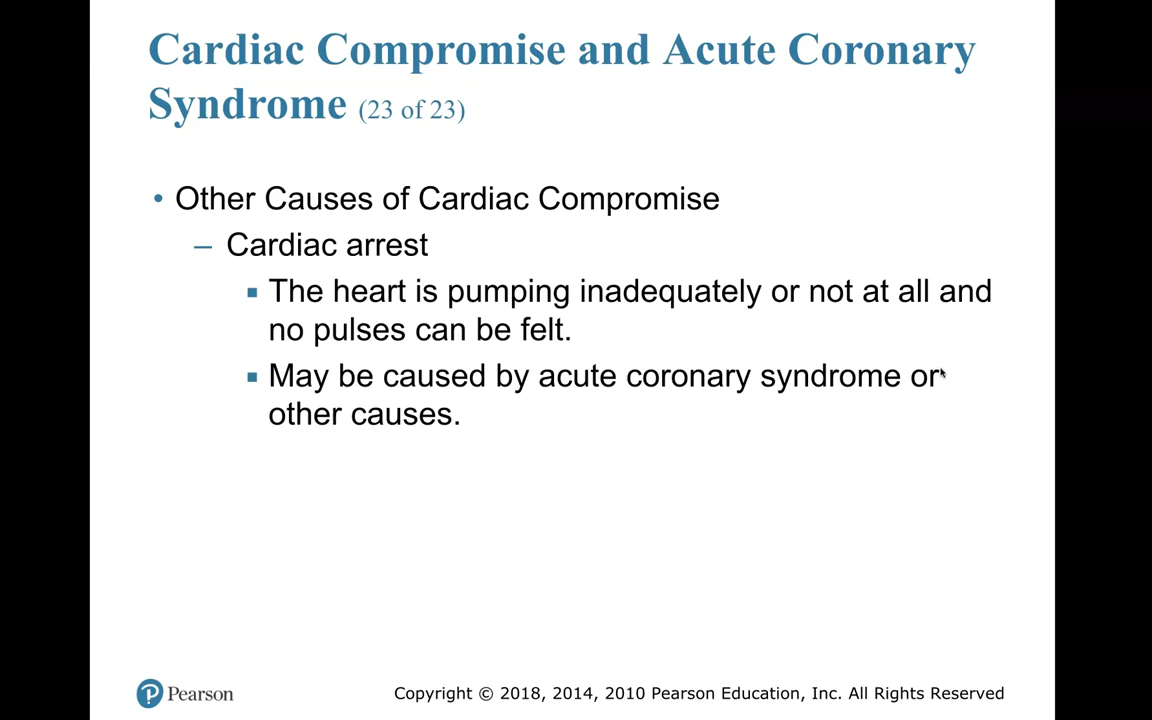 Cardiac Compromise and Acute Coronary
Syndrome (23 of 23)
• Other Causes of Cardiac Compromise
– Cardiac arrest
▪ The heart is pumping inadequately or not at all and
no pulses can be felt.
▪ May be caused by acute coronary syndrome or
other causes.
Pearson
Copyright © 2018, 2014, 2010 Pearson Education, Inc. All Rights Reserved